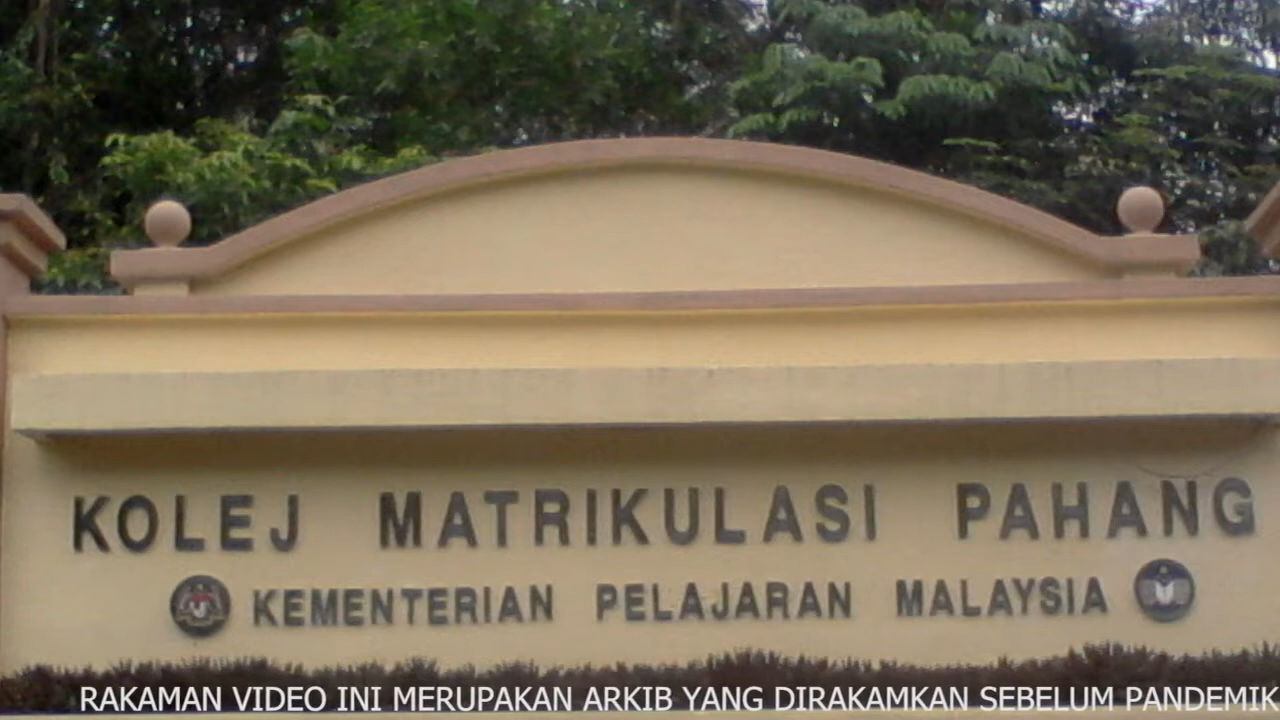 KOLEJ MATRIKULASI PAHANG
KEMENTERIAN PELAJARAN MALAYSIA
RAKAMAN VIDEO INI MERUPAKAN ARKIB YANG DIRAKAMKAN SEBELUM PANDEMIK